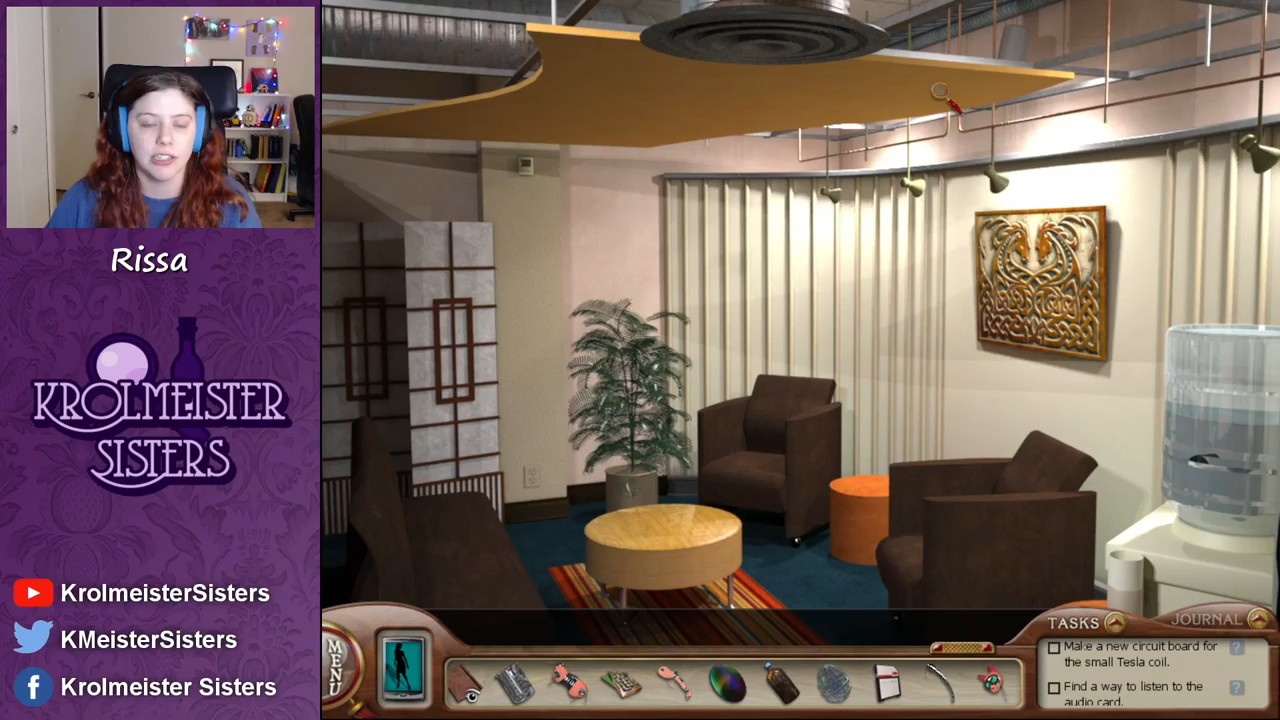 Rissa
KROLMEISTER
SISTERS
KrolmeisterSisters
KMeisterSisters
Krolmeister Sisters
MENU
TASKS
JOURNAL
Make a new circuit board for
the small Tesla coil.
?
Find a way to listen to the
audio card.
?